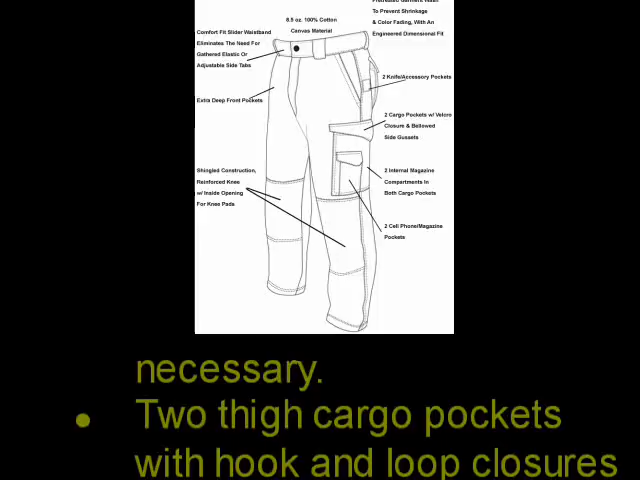 Pretreated Garment Wash
To Prevent Shrinkage
& Color Fading, With An
Engineered Dimensional Fit
8.5 oz. 100% Cotton
Canvas Material
Comfort Fit Slider Waistband
Eliminates The Need For
Gathered Elastic Or
Adjustable Side Tabs
2 Knife/Accessory Pockets
Extra Deep Front Pockets
2 Cargo Pockets w/ Velcro
Closure & Bellowed
Side Gussets
Shingled Construction,
Reinforced Knee
w/ Inside Opening
For Knee Pads
2 Internal Magazine
Compartments In
Both Cargo Pockets
2 Cell Phone/Magazine
Pockets
necessary.
● Two thigh cargo pockets
with hook and loop closures